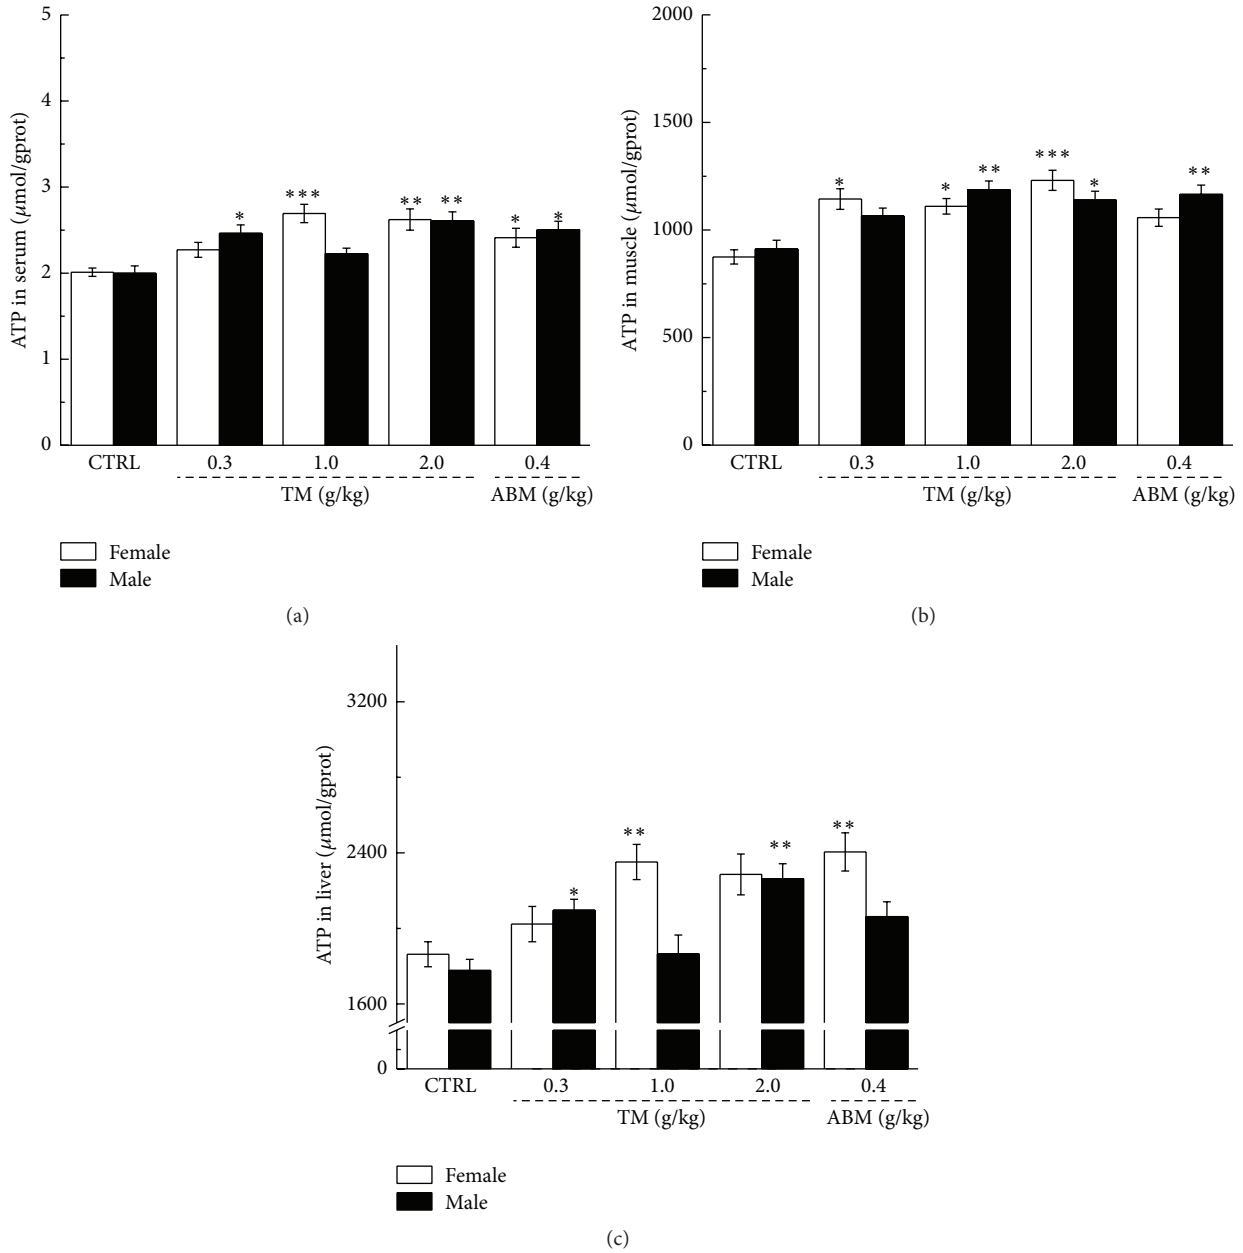 5
4
3
2
1
0
ATP in serum (μmol/gprot)
*
***
**
**
*
*
CTRL
0.3
1.0
2.0
0.4
TM (g/kg)
ABM (g/kg)
Female
Male
(a)
2000
1500
1000
500
0
ATP in muscle (μmol/gprot)
*
*
**
***
*
**
CTRL
0.3
1.0
2.0
0.4
TM (g/kg)
ABM (g/kg)
Female
Male
(b)
3200
2400
1600
0
ATP in liver (μmol/gprot)
*
**
**
**
CTRL
0.3
1.0
2.0
0.4
TM (g/kg)
ABM (g/kg)
Female
Male
(c)